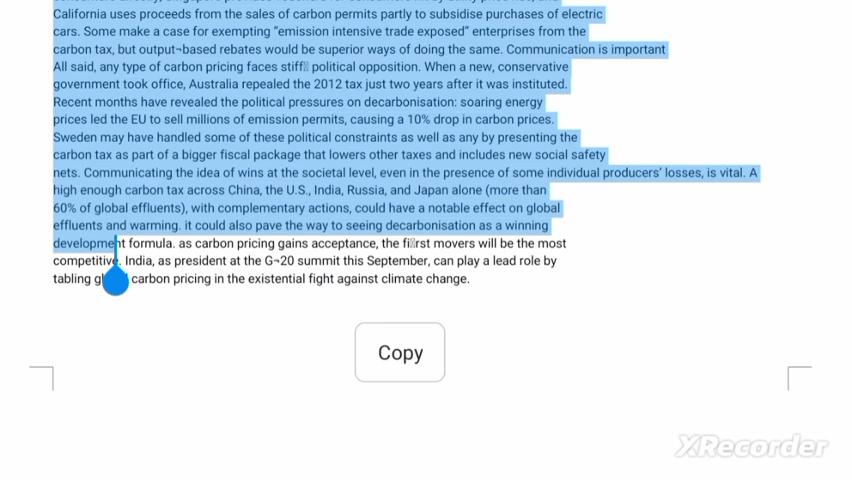 California uses proceeds from the sales of carbon permits partly to subsidise purchases of electric
cars. Some make a case for exempting “emission intensive trade exposed” enterprises from the
carbon tax, but output¬based rebates would be superior ways of doing the same. Communication is important
All said, any type of carbon pricing faces stiff political opposition. When a new, conservative
government took office, Australia repealed the 2012 tax just two years after it was instituted.
Recent months have revealed the political pressures on decarbonisation: soaring energy
prices led the EU to sell millions of emission permits, causing a 10% drop in carbon prices.
Sweden may have handled some of these political constraints as well as any by presenting the
carbon tax as part of a bigger fiscal package that lowers other taxes and includes new social safety
nets. Communicating the idea of wins at the societal level, even in the presence of some individual producers’ losses, is vital. A
high enough carbon tax across China, the U.S., India, Russia, and Japan alone (more than
60% of global effluents), with complementary actions, could have a notable effect on global
effluents and warming. it could also pave the way to seeing decarbonisation as a winning
development formula. as carbon pricing gains acceptance, the first movers will be the most
competitive. India, as president at the G¬20 summit this September, can play a lead role by
tabling carbon pricing in the existential fight against climate change.
Copy
XRecorder